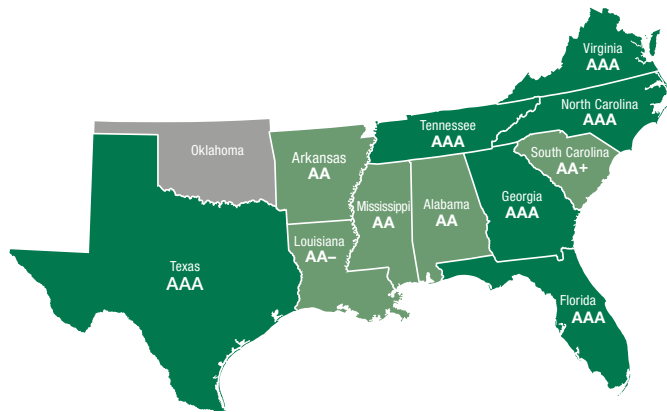 Virginia
AAA
North Carolina
AAA
Tennessee
AAA
Oklahoma
Arkansas
AA
South Carolina
AA+
Mississippi
AA
Alabama
AA
Georgia
AAA
Louisiana
AA–
Texas
AAA
Florida
AAA